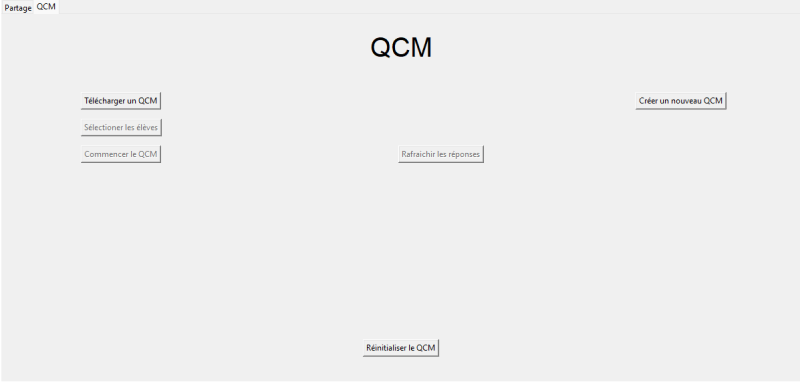 Partage QCM
QCM
Télécharger un QCM
Créer un nouveau QCM
Sélectioner les élèves
Commencer le QCM
Rafraichir les réponses
Réinitialiser le QCM